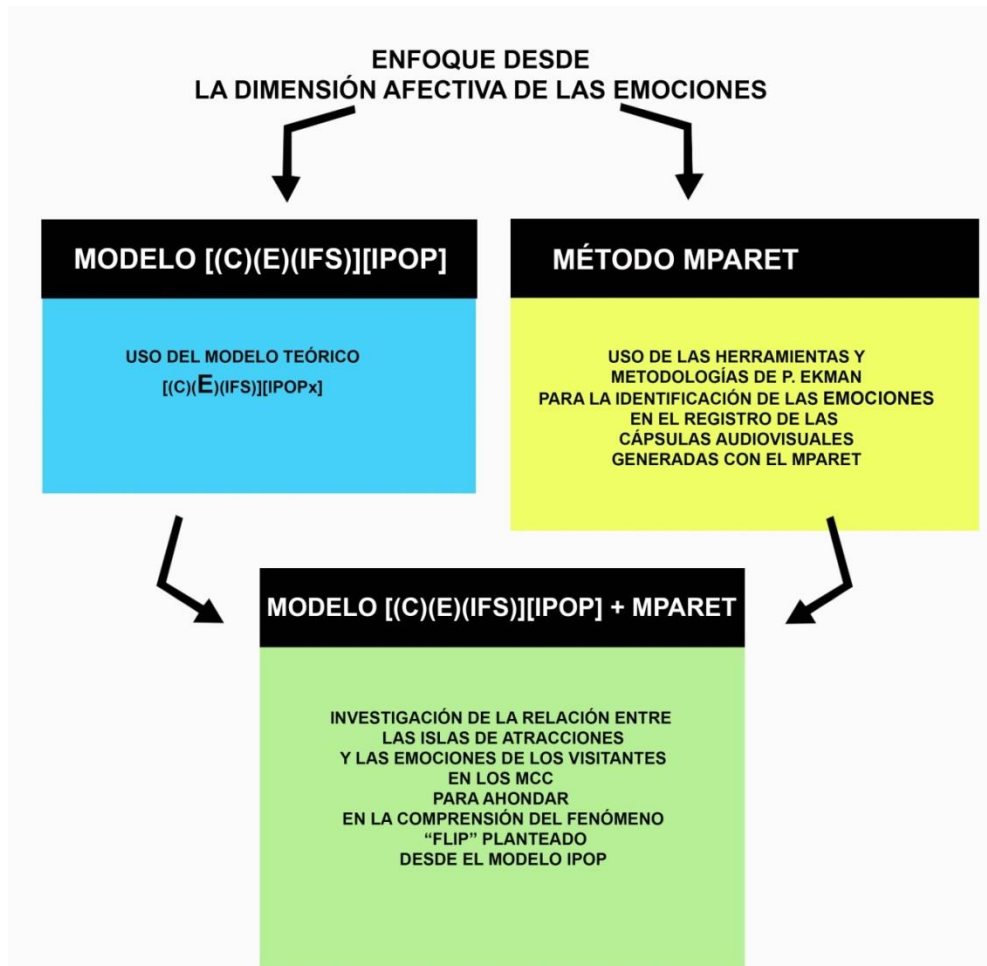 ENFOQUE DESDE
LA DIMENSIÓN AFECTIVA DE LAS EMOCIONES
MODELO [(C)(E)(IFS)][IPOP]
USO DEL MODELO TEÓRICO
[(C)(E)(IFS)][IPOPx]
MÉTODO MPARET
USO DE LAS HERRAMIENTAS Y
METODOLOGÍAS DE P. EKMAN
PARA LA IDENTIFICACIÓN DE LAS EMOCIONES
EN EL REGISTRO DE LAS
CÁPSULAS AUDIOVISUALES
GENERADAS CON EL MPARET
MODELO [(C)(E)(IFS)][IPOP] + MPARET
INVESTIGACIÓN DE LA RELACIÓN ENTRE
LAS ISLAS DE ATRACCIONES
Y LAS EMOCIONES DE LOS VISITANTES
EN LOS MCC
PARA AHONDAR
EN LA COMPRENSIÓN DEL FENÓMENO
“FLIP” PLANTEADO
DESDE EL MODELO IPOP